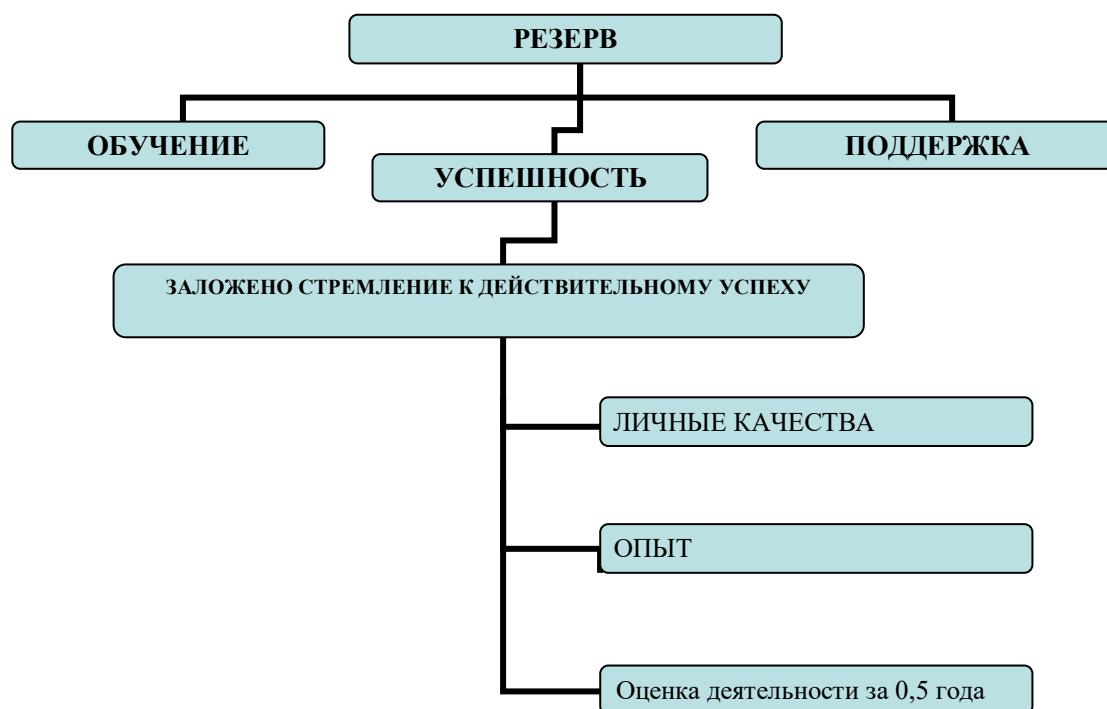 РЕЗЕРВ
ОБУЧЕНИЕ
ПОДДЕРЖКА
УСПЕШНОСТЬ
ЗАЛОЖЕНО СТРЕМЛЕНИЕ К ДЕЙСТВИТЕЛЬНОМУ УСПЕХУ
ЛИЧНЫЕ КАЧЕСТВА
ОПЫТ
Оценка деятельности за 0,5 года